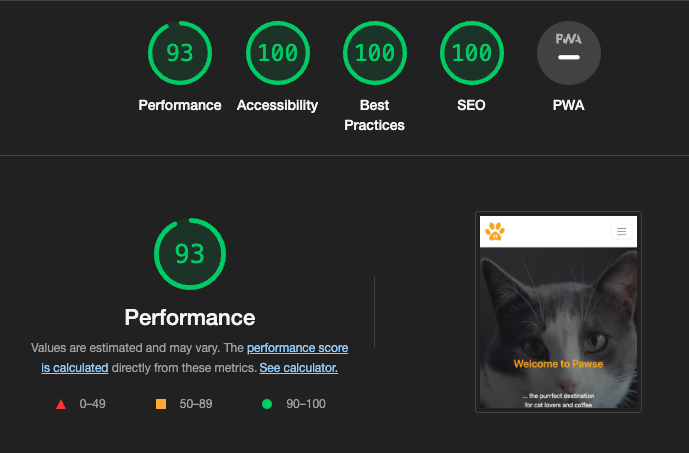 93
100
100
100
PWA
Performance
Accessibility
Best
Practices
SEO
PWA
93
Performance
Values are estimated and may vary. The performance score
is calculated directly from these metrics. See calculator.
0–49
50–89
90–100
Welcome to Pawse
... the purrfect destination
for cat lovers and coffee